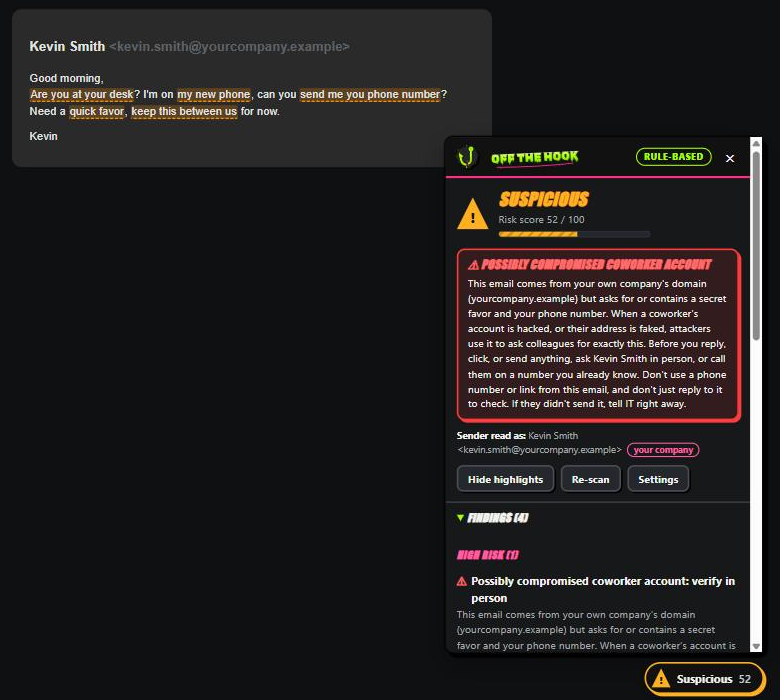 Kevin Smith <kevin.smith@yourcompany.example>
Good morning,
Are you at your desk? I'm on my new phone, can you send me you phone number?
Need a quick favor, keep this between us for now.
Kevin
OFF THE HOOK
RULE-BASED
×
SUSPICIOUS
Risk score 52 / 100
POSSIBLY COMPROMISED COWORKER ACCOUNT
This email comes from your own company's domain
(yourcompany.example) but asks for or contains a secret
favor and your phone number. When a coworker's
account is hacked, or their address is faked, attackers
use it to ask colleagues for exactly this. Before you reply,
click, or send anything, ask Kevin Smith in person, or call
them on a number you already know. Don't use a phone
number or link from this email, and don't just reply to it
to check. If they didn't send it, tell IT right away.
Sender read as: Kevin Smith
<kevin.smith@yourcompany.example> your company
Hide highlights
Re-scan
Settings
FINDINGS (4)
HIGH RISK (1)
Possibly compromised coworker account: verify in
person
This email comes from your own company's domain
(yourcompany.example) but asks for or contains a secret
favor and your phone number. When a coworker's account is
Suspicious 52